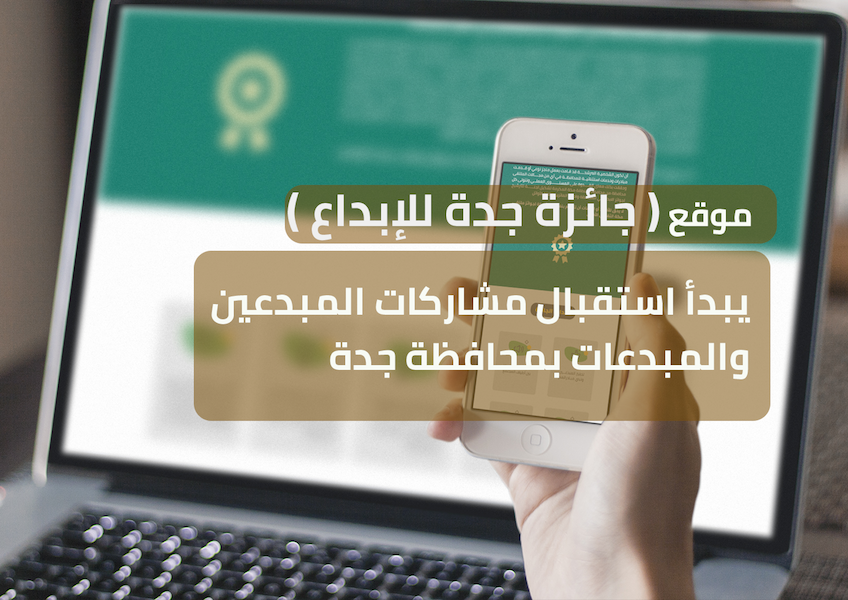 موقع ( جائزة جدة للإبداع )
يبدأ استقبال مشاركات المبدعين
والمبدعات بمحافظة جدة